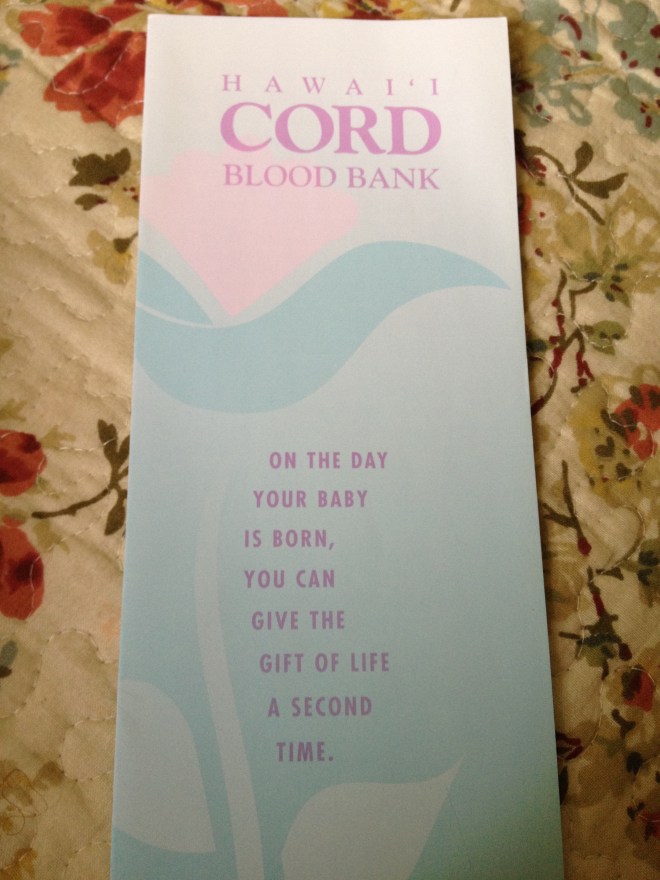 HAWAI‘I
CORD
BLOOD BANK
ON THE DAY
YOUR BABY
IS BORN,
YOU CAN
GIVE THE
GIFT OF LIFE
A SECOND
TIME.